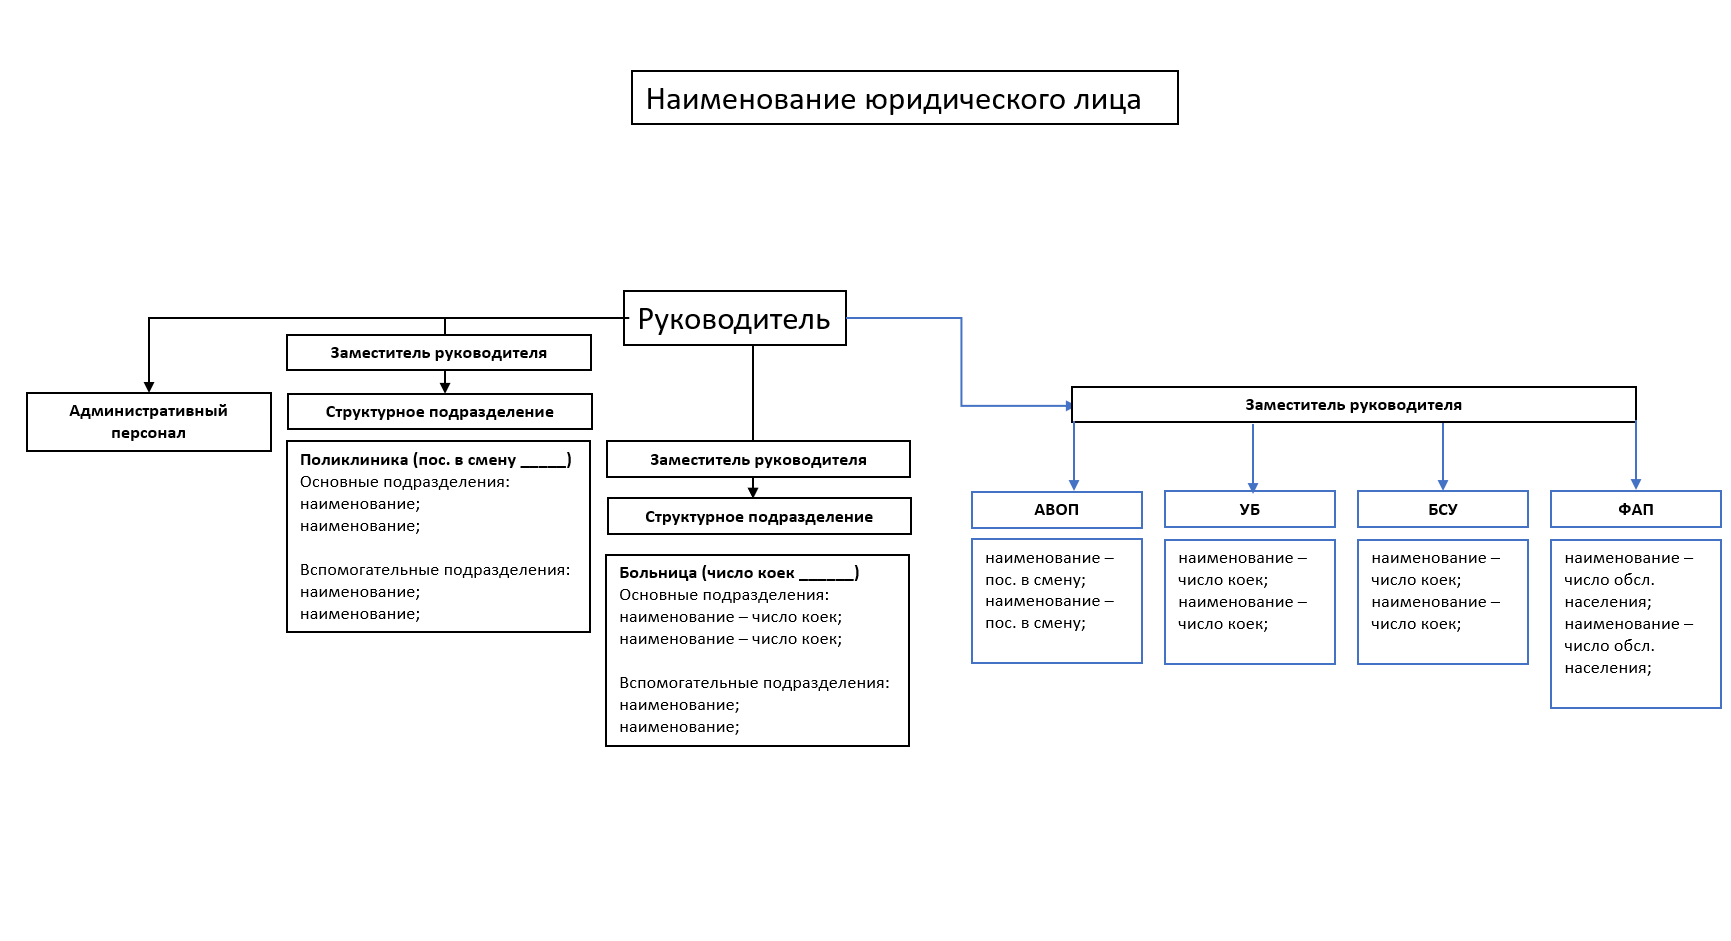 Наименование юридического лица
Руководитель
Административный
персонал
Заместитель руководителя
Структурное подразделение
Поликлиника (пос. в смену _____)
Основные подразделения:
наименование;
наименование;
Вспомогательные подразделения:
наименование;
наименование;
Заместитель руководителя
Структурное подразделение
Больница (число коек ______)
Основные подразделения:
наименование – число коек;
наименование – число коек;
Вспомогательные подразделения:
наименование;
наименование;
Заместитель руководителя
АВОП
наименование –
пос. в смену;
наименование –
пос. в смену;
УБ
наименование –
число коек;
наименование –
число коек;
БСУ
наименование –
число коек;
наименование –
число коек;
ФАП
наименование –
число обсл.
населения;
наименование –
число обсл.
населения;